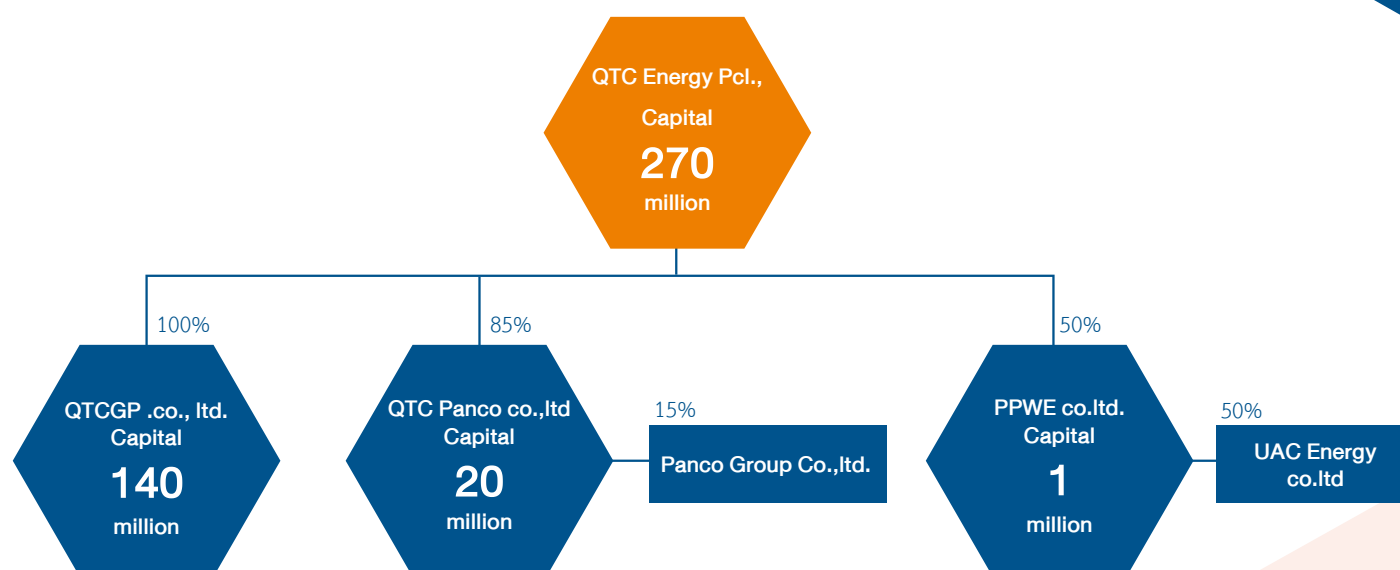 QTC Energy Pcl.,
Capital
270
million
100%
85%
50%
QTCGP .co., ltd.
Capital
140
million
QTC Panco co.,ltd
Capital
20
million
15%
Panco Group Co.,ltd.
PPWE co.ltd.
Capital
1
million
50%
UAC Energy
co.ltd